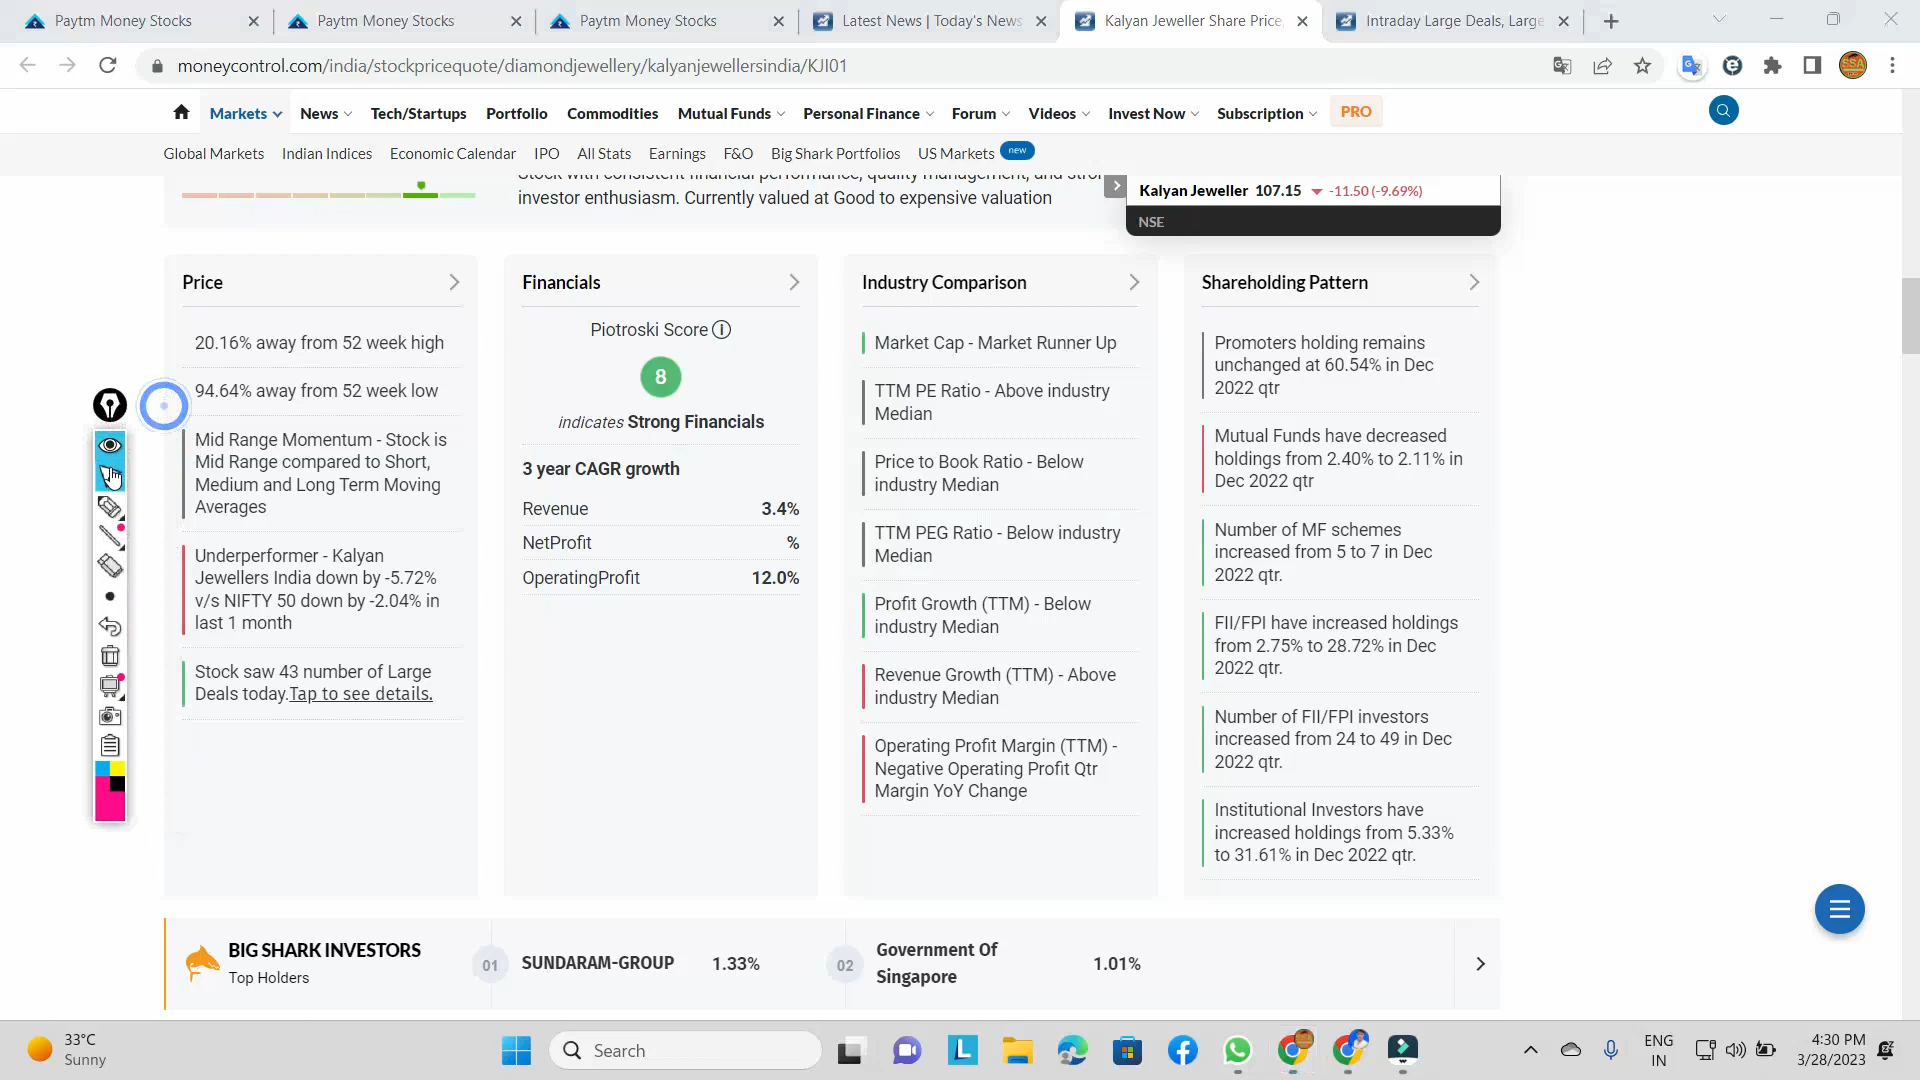 Paytm Money Stocks
Paytm Money Stocks
Paytm Money Stocks
Latest News | Today's News
Kalyan Jeweller Share Price,
Intraday Large Deals, Large
moneycontrol.com/india/stockpricequote/diamondjewellery/kalyanjewellersindia/KJI01
SSA
Markets News Tech/Startups Portfolio Commodities Mutual Funds Personal Finance Forum Videos Invest Now Subscription PRO
Global Markets Indian Indices Economic Calendar IPO All Stats Earnings F&O Big Shark Portfolios US Markets new
Stock with consistent financial performance, quality management, and stron
investor enthusiasm. Currently valued at Good to expensive valuation
Kalyan Jeweller 107.15 -11.50 (-9.69%)
NSE
Price
20.16% away from 52 week high
94.64% away from 52 week low
Mid Range Momentum - Stock is
Mid Range compared to Short,
Medium and Long Term Moving
Averages
Underperformer - Kalyan
Jewellers India down by -5.72%
v/s NIFTY 50 down by -2.04% in
last 1 month
Stock saw 43 number of Large
Deals today.Tap to see details.
Financials
Piotroski Score
8
indicates Strong Financials
3 year CAGR growth
Revenue 3.4%
NetProfit %
OperatingProfit 12.0%
Industry Comparison
Market Cap - Market Runner Up
TTM PE Ratio - Above industry
Median
Price to Book Ratio - Below
industry Median
TTM PEG Ratio - Below industry
Median
Profit Growth (TTM) - Below
industry Median
Revenue Growth (TTM) - Above
industry Median
Operating Profit Margin (TTM) -
Negative Operating Profit Qtr
Margin YoY Change
Shareholding Pattern
Promoters holding remains
unchanged at 60.54% in Dec
2022 qtr
Mutual Funds have decreased
holdings from 2.40% to 2.11% in
Dec 2022 qtr
Number of MF schemes
increased from 5 to 7 in Dec
2022 qtr.
FII/FPI have increased holdings
from 2.75% to 28.72% in Dec
2022 qtr.
Number of FII/FPI investors
increased from 24 to 49 in Dec
2022 qtr.
Institutional Investors have
increased holdings from 5.33%
to 31.61% in Dec 2022 qtr.
BIG SHARK INVESTORS
Top Holders
01 SUNDARAM-GROUP 1.33%
02 Government Of
Singapore 1.01%
33°C
Sunny
Search
ENG
IN
4:30 PM
3/28/2023